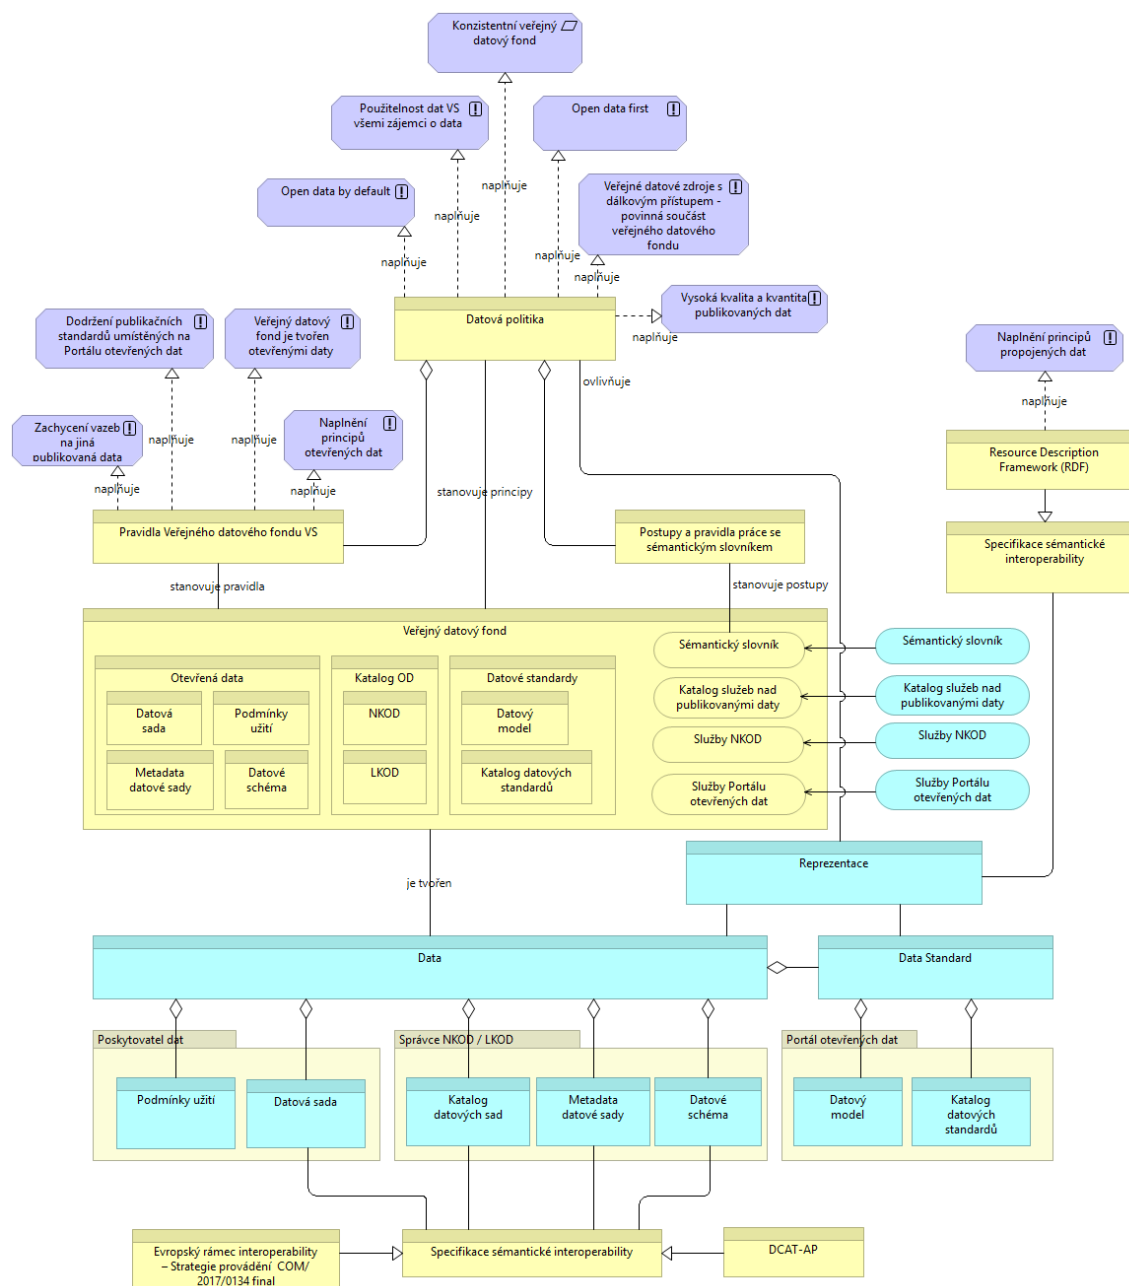 Konzistentní veřejný
datový fond
Použitelnost dat VS
všemi zájemci o data
Open data first
naplňuje
Open data by default
Veřejné datové zdroje s
dálkovým přístupem -
povinná součást
veřejného datového
fondu
naplňuje
naplňuje
naplňuje
naplňuje
Vysoká kvalita a kvantita
publikovaných dat
Datová politika
naplňuje
Dodržení publikačních
standardů umístěných na
Portálu otevřených dat
Veřejný datový
fond je tvořen
otevřenými daty
Naplnění principů
propojených dat
ovlivňuje
naplňuje
Zachycení vazeb
na jiná
publikovaná data
Naplnění
principů
otevřených dat
naplňuje
naplňuje
Resource Description
Framework (RDF)
naplňuje
naplňuje
stanovuje principy
Pravidla Veřejného datového fondu VS
Postupy a pravidla práce se
sémantickým slovníkem
Specifikace sémantické
interoperability
stanovuje pravidla
stanovuje postupy
Veřejný datový fond
Sémantický slovník
Sémantický slovník
Otevřená data
Katalog OD
Datové standardy
Katalog služeb nad
publikovanými daty
Katalog služeb nad
publikovanými daty
Datová
sada
Podmínky
užití
NKOD
Datový
model
Služby NKOD
Služby NKOD
Metadata
datové sady
Datové
schéma
LKOD
Katalog datových
standardů
Služby Portálu
otevřených dat
Služby Portálu
otevřených dat
Reprezentace
je tvořen
Data
Data Standard
Poskytovatel dat
Správce NKOD / LKOD
Portál otevřených dat
Podmínky užití
Datová sada
Katalog
datových sad
Metadata
datové sady
Datové
schéma
Datový
model
Katalog
datových
standardů
Evropský rámec interoperability
– Strategie provádění COM/
2017/0134 final
Specifikace sémantické interoperability
DCAT-AP